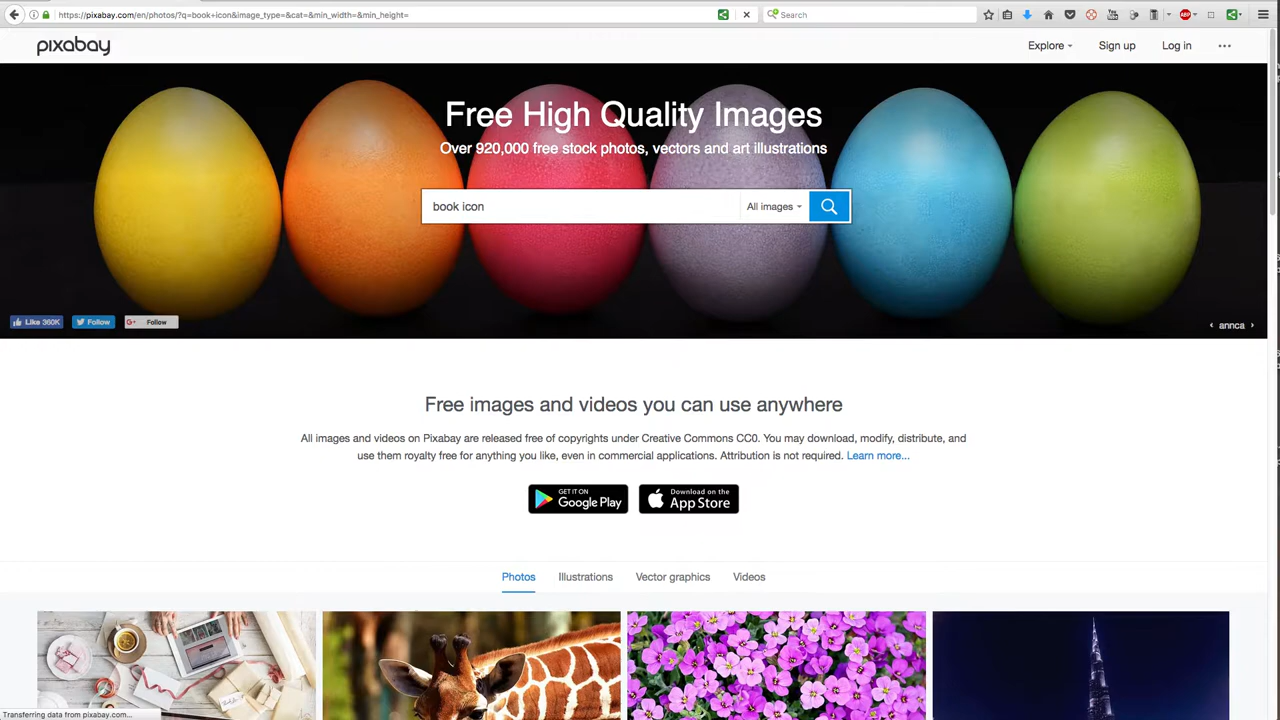 https://pixabay.com/en/photos/?q=book+icon&image_type=&cat=&min_width=&min_height=
Search
pixabay
Explore
Sign up
Log in
Free High Quality Images
Over 920,000 free stock photos, vectors and art illustrations
book icon
All images
Like 360K
Follow
G+ Follow
annca
Free images and videos you can use anywhere
All images and videos on Pixabay are released free of copyrights under Creative Commons CC0. You may download, modify, distribute, and
use them royalty free for anything you like, even in commercial applications. Attribution is not required. Learn more...
GET IT ON
Google Play
Download on the
App Store
Photos
Illustrations
Vector graphics
Videos
Transferring data from pixabay.com...